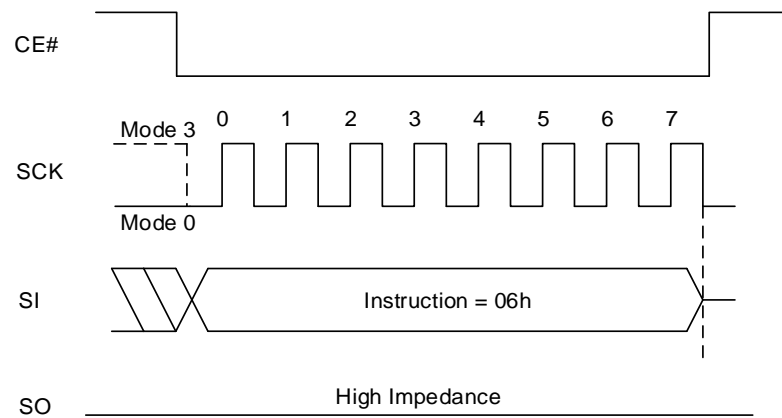 CE#
Mode 3
0 1 2 3 4 5 6 7
SCK
Mode 0
SI
Instruction = 06h
SO
High Impedance